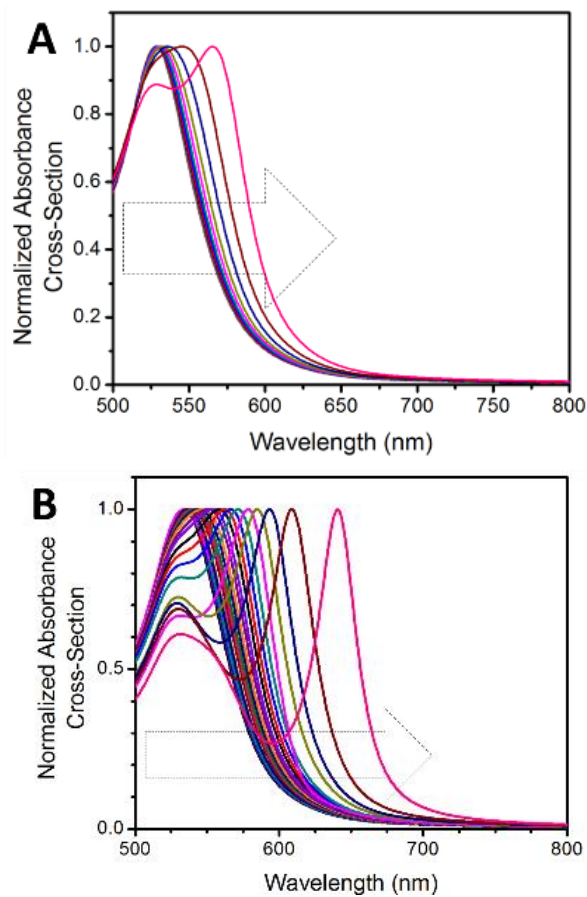 A
Normalized Absorbance
Cross-Section
1.0
0.8
0.6
0.4
0.2
0.0
500 550 600 650 700 750 800
Wavelength (nm)
B
Normalized Absorbance
Cross-Section
1.0
0.5
0.0
500 600 700 800
Wavelength (nm)